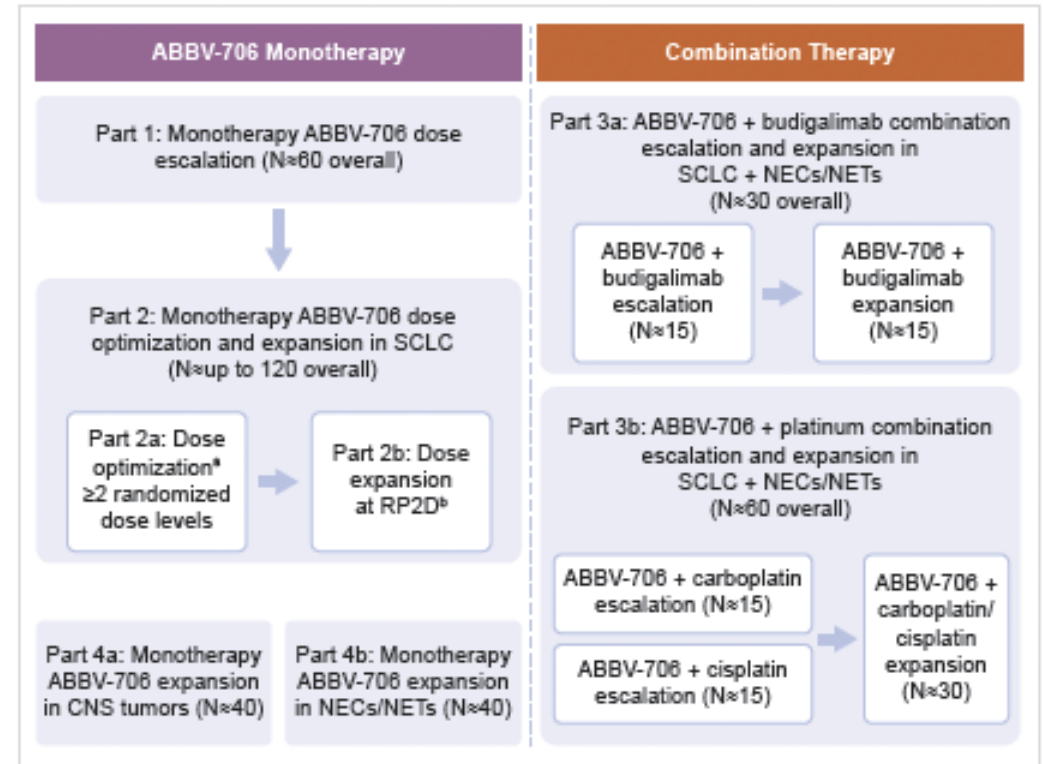 ABBV-706 Monotherapy
Part 1: Monotherapy ABBV-706 dose
escalation (N≈60 overall)
Part 2: Monotherapy ABBV-706 dose
optimization and expansion in SCLC
(N≈up to 120 overall)
Part 2a: Dose
optimizationᵃ
≥2 randomized
dose levels
Part 2b: Dose
expansion
at RP2Dᵇ
Part 4a: Monotherapy
ABBV-706 expansion
in CNS tumors (N≈40)
Part 4b: Monotherapy
ABBV-706 expansion
in NECs/NETs (N≈40)
Combination Therapy
Part 3a: ABBV-706 + budigalimab combination
escalation and expansion in
SCLC + NECs/NETs
(N≈30 overall)
ABBV-706 +
budigalimab
escalation
(N≈15)
ABBV-706 +
budigalimab
expansion
(N≈15)
Part 3b: ABBV-706 + platinum combination
escalation and expansion in
SCLC + NECs/NETs
(N≈60 overall)
ABBV-706 + carboplatin
escalation (N≈15)
ABBV-706 + cisplatin
escalation (N≈15)
ABBV-706 +
carboplatin/
cisplatin
expansion
(N≈30)